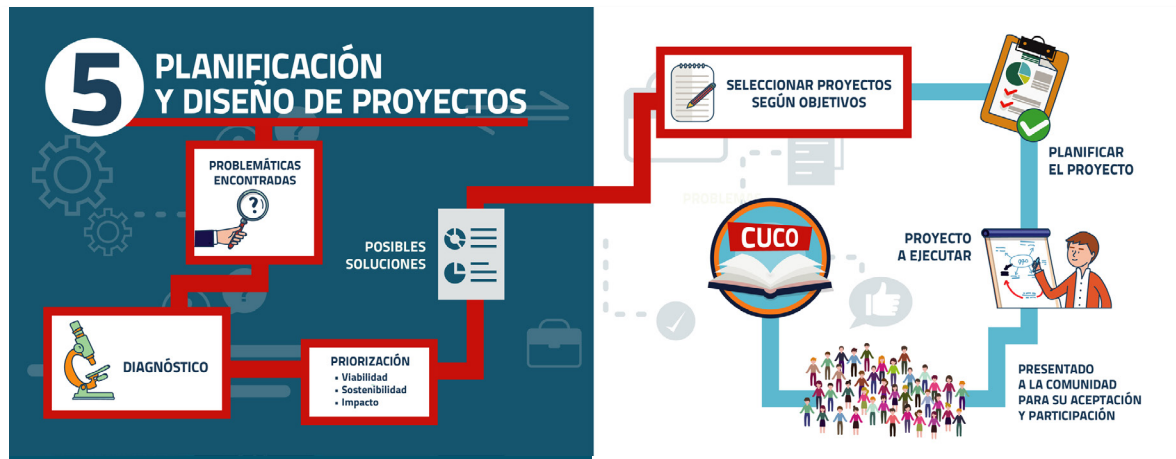 5
PLANIFICACIÓN
Y DISEÑO DE PROYECTOS
PROBLEMÁTICAS
ENCONTRADAS
?
DIAGNÓSTICO
PRIORIZACIÓN
• Viabilidad
• Sostenibilidad
• Impacto
POSIBLES
SOLUCIONES
SELECCIONAR PROYECTOS
SEGÚN OBJETIVOS
PLANIFICAR
EL PROYECTO
PROYECTO
A EJECUTAR
PRESENTADO
A LA COMUNIDAD
PARA SU ACEPTACIÓN
Y PARTICIPACIÓN
CUCO